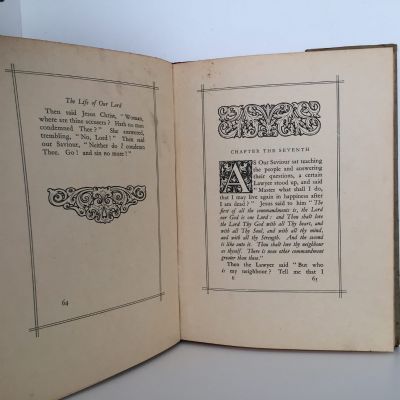 The Life of Our Lord
Then said Jesus Christ, "Woman,
where are thine accusers? Hath no man
condemned Thee?" She answered,
trembling, "No, Lord!" Then said
our Saviour, "Neither do I condemn
Thee. Go! and sin no more!"
64
CHAPTER THE SEVENTH
AS Our Saviour sat teaching
the people and answering
their questions, a certain
Lawyer stood up, and said
"Master what shall I do,
that I may live again in happiness after
I am dead?" Jesus said to him "The
first of all the commandments is, the Lord
our God is one Lord: and Thou shalt love
the Lord Thy God with all Thy heart, and
with all Thy Soul, and with all thy mind,
and with all thy Strength. And the second
is like unto it. Thou shalt love thy neighbour
as thyself. There is none other commandment
greater than these."
Then the Lawyer said "But who
is my neighbour? Tell me that I
E 65